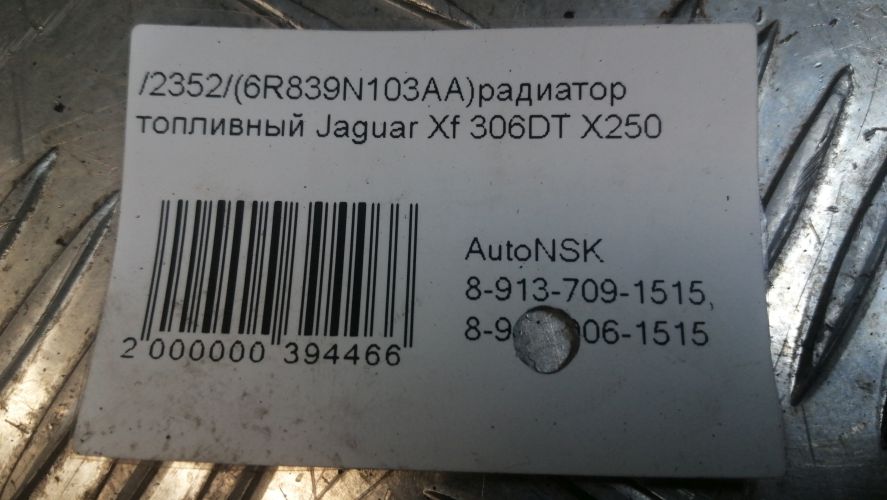 /2352/(6R839N103AA)радиатор
топливный Jaguar Xf 306DT X250
AutoNSK
8-913-709-1515,
2 000000 394466